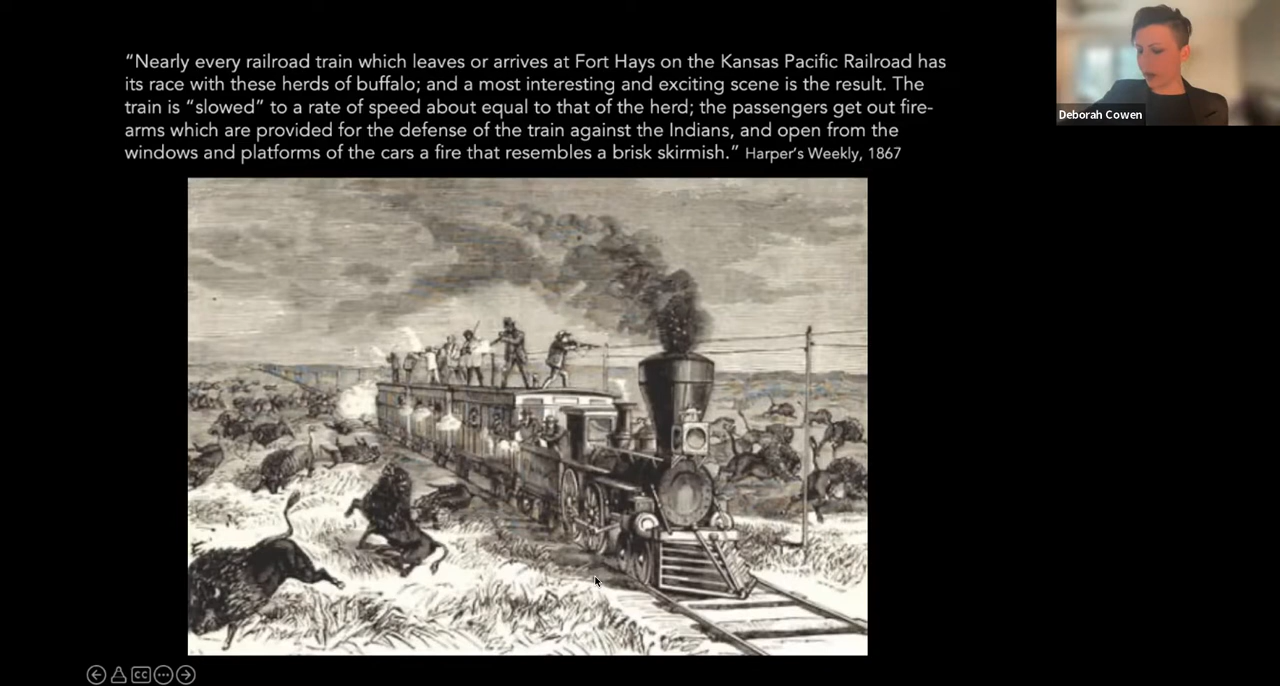 “Nearly every railroad train which leaves or arrives at Fort Hays on the Kansas Pacific Railroad has
its race with these herds of buffalo; and a most interesting and exciting scene is the result. The
train is “slowed” to a rate of speed about equal to that of the herd; the passengers get out fire-
arms which are provided for the defense of the train against the Indians, and open from the
windows and platforms of the cars a fire that resembles a brisk skirmish.” Harper’s Weekly, 1867
Deborah Cowen
CC